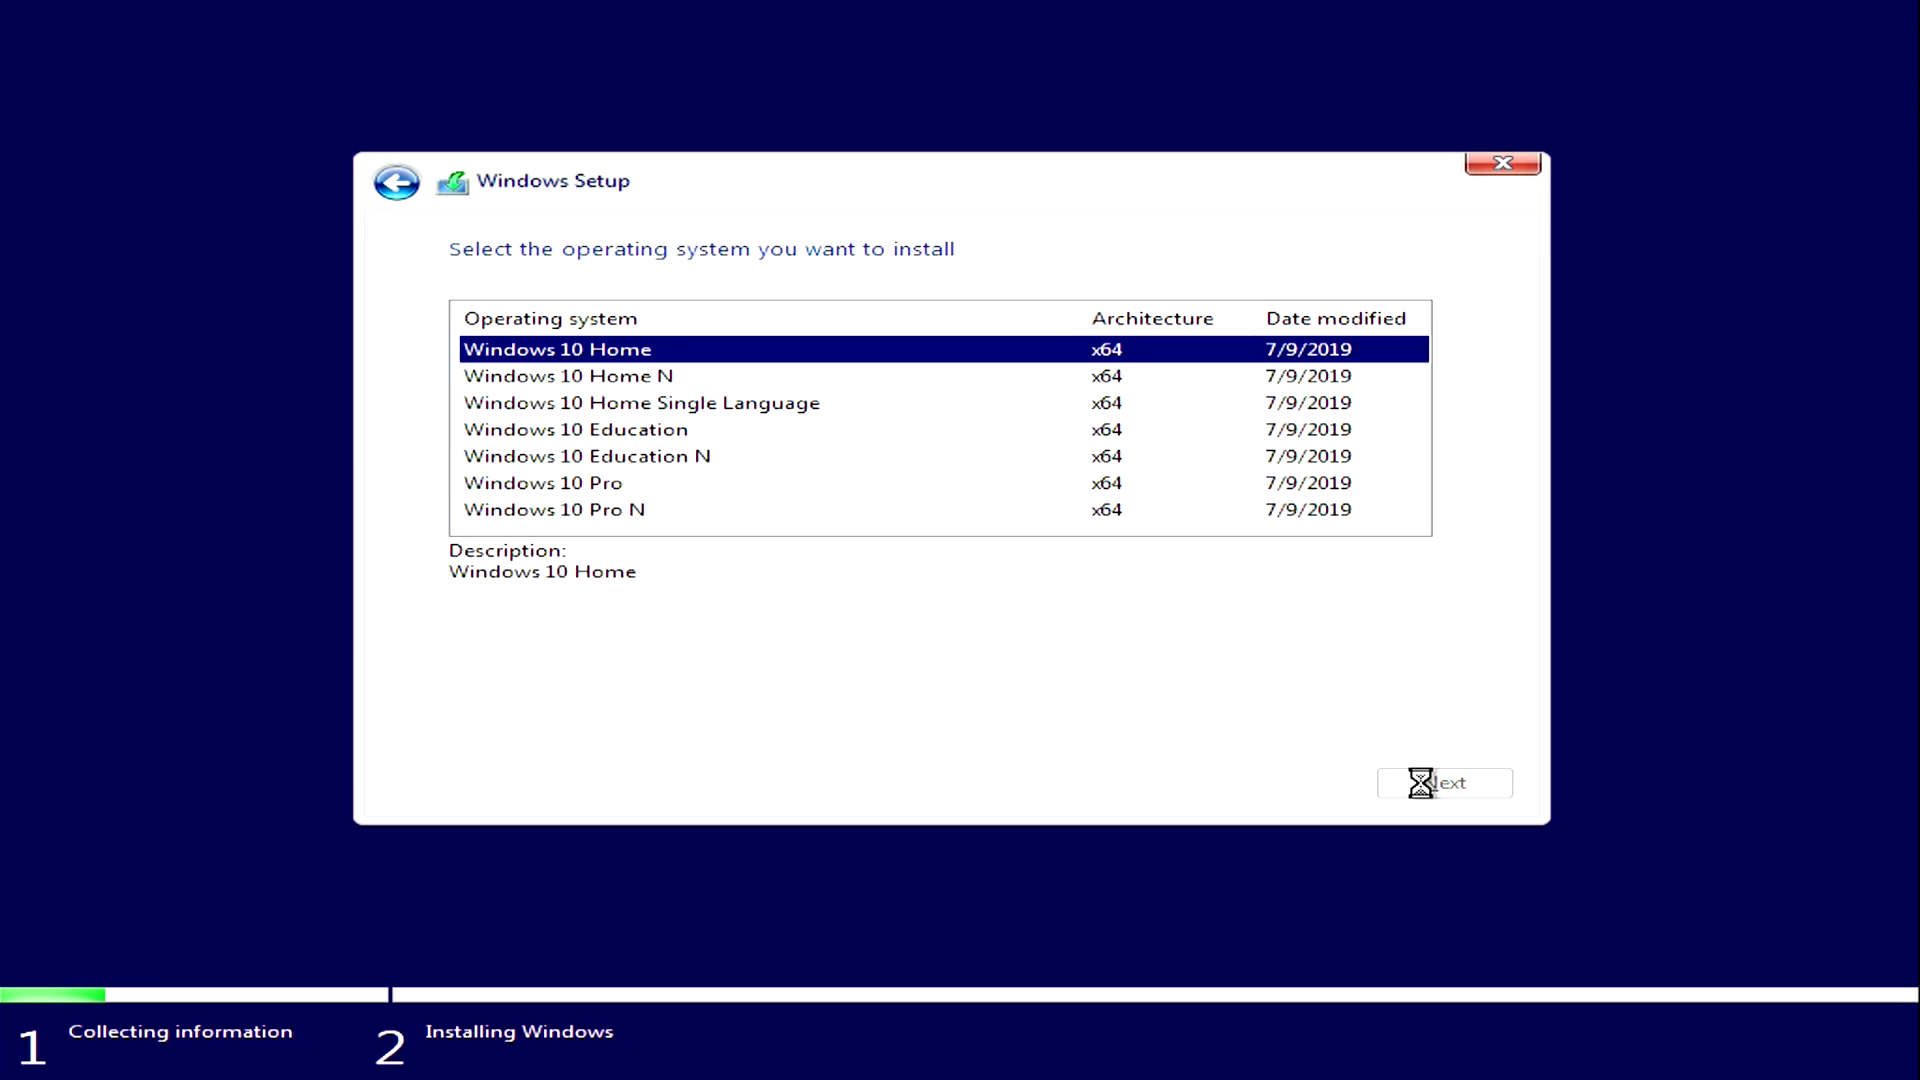 Windows Setup
Select the operating system you want to install
Operating system Architecture Date modified
Windows 10 Home x64 7/9/2019
Windows 10 Home N x64 7/9/2019
Windows 10 Home Single Language x64 7/9/2019
Windows 10 Education x64 7/9/2019
Windows 10 Education N x64 7/9/2019
Windows 10 Pro x64 7/9/2019
Windows 10 Pro N x64 7/9/2019
Description:
Windows 10 Home
Next
1 Collecting information 2 Installing Windows